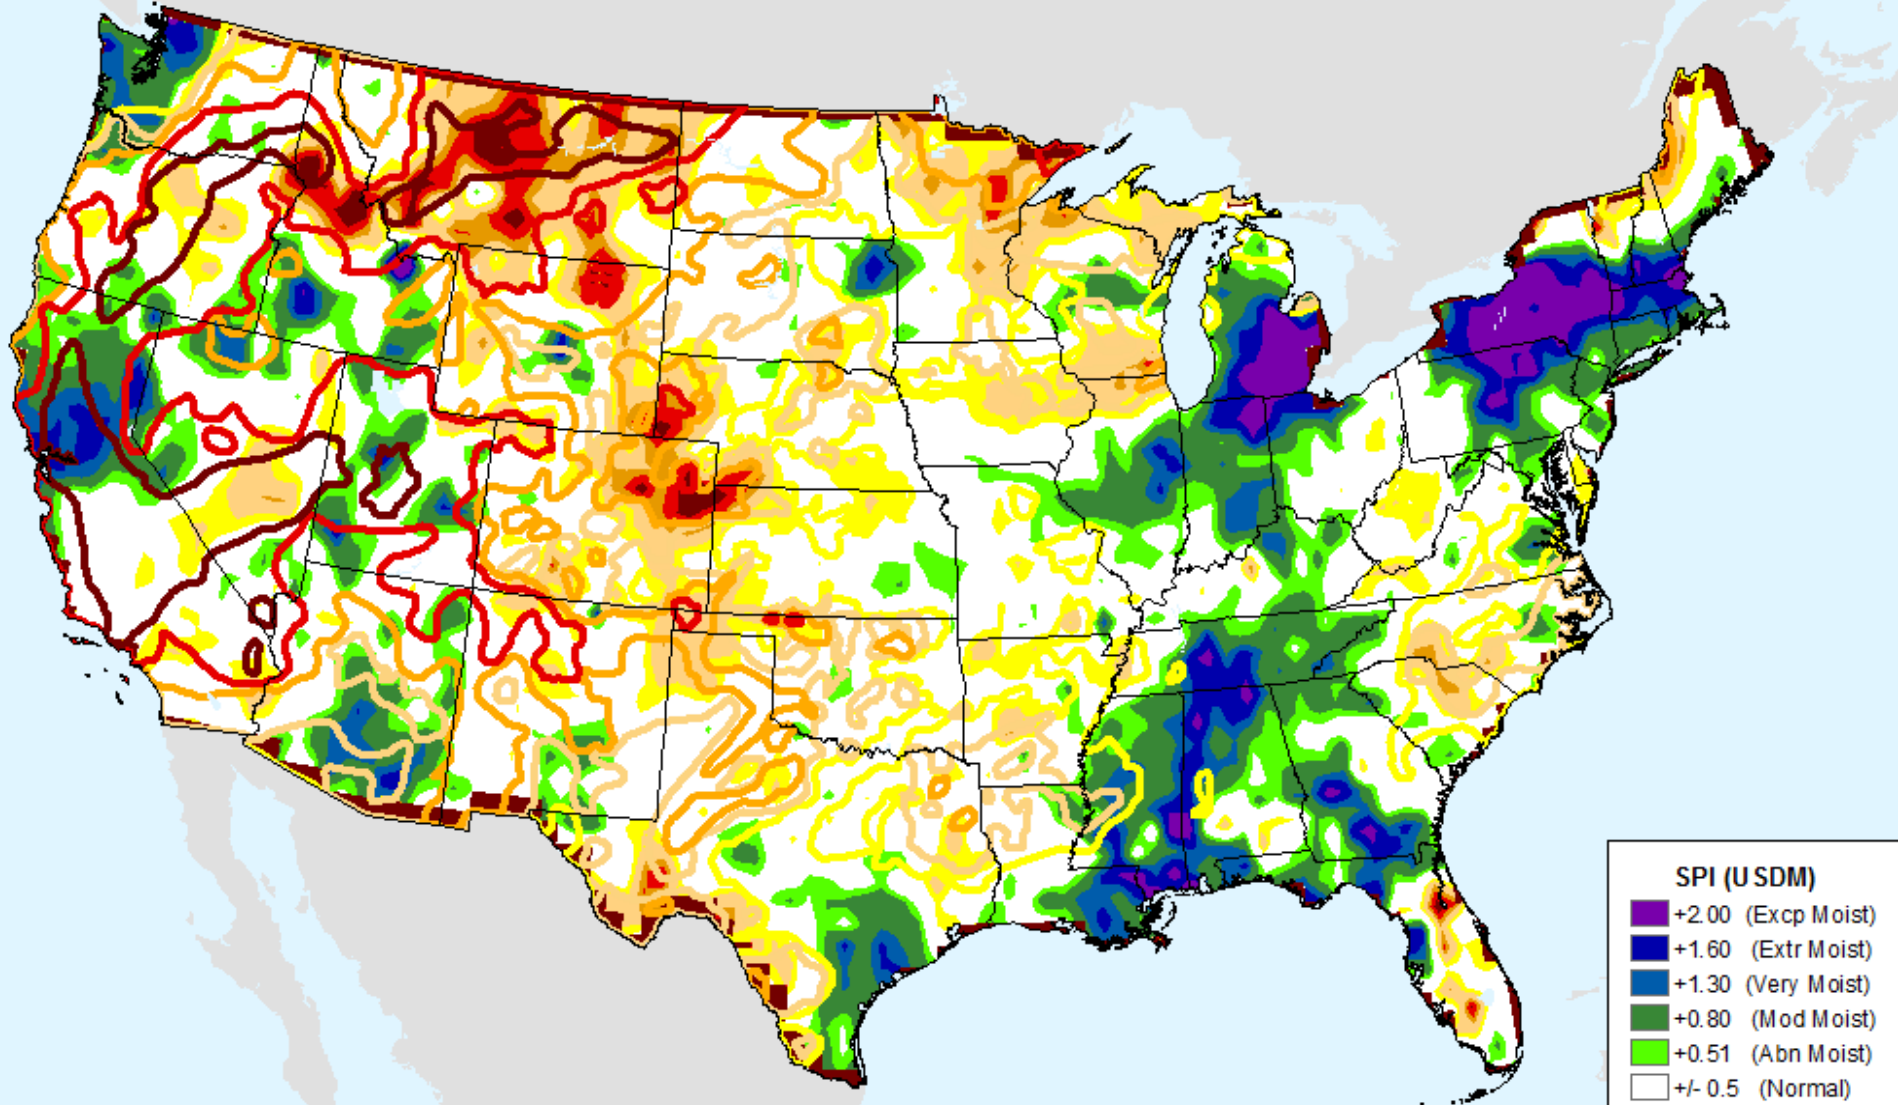 SPI (USDM)
+2.00 (Excp Moist)
+1.60 (Extr Moist)
+1.30 (Very Moist)
+0.80 (Mod Moist)
+0.51 (Abn Moist)
+/- 0.5 (Normal)